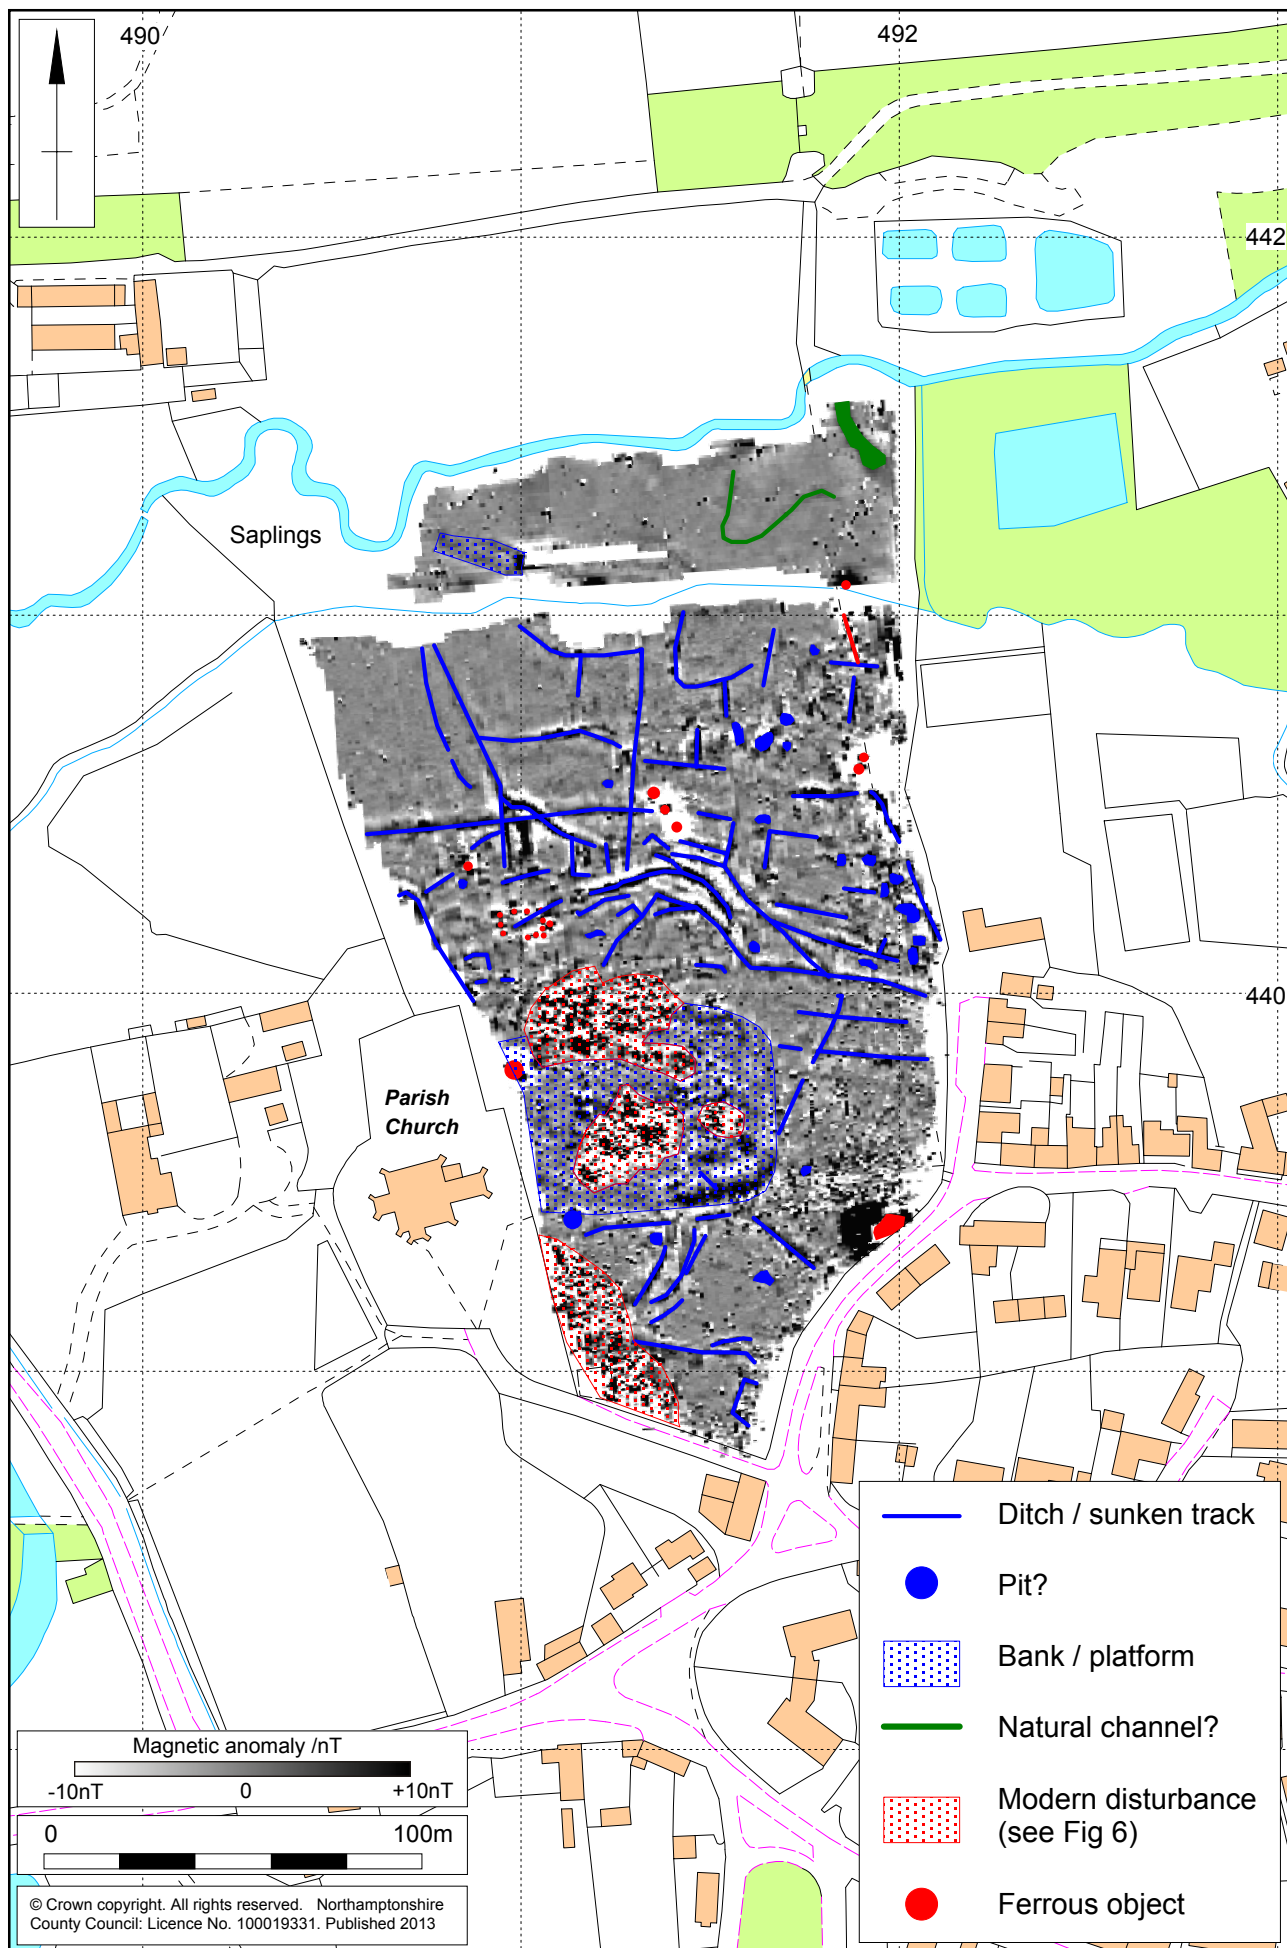 490
492
442
Saplings
440
Parish
Church
Ditch / sunken track
Pit?
Bank / platform
Natural channel?
Modern disturbance
(see Fig 6)
Ferrous object
Magnetic anomaly /nT
-10nT 0 +10nT
0 100m
© Crown copyright. All rights reserved. Northamptonshire
County Council: Licence No. 100019331. Published 2013